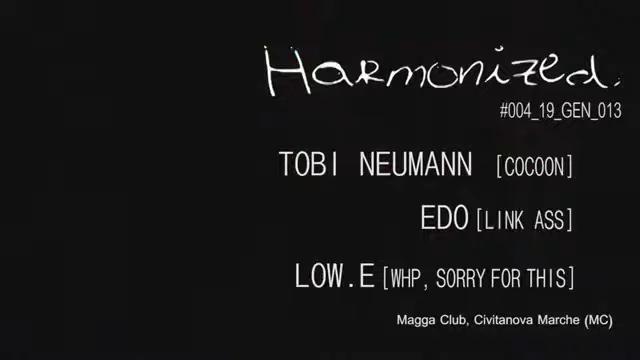 Harmonized.
#004_19_GEN_013
TOBI NEUMANN [COCOON]
EDO [LINK ASS]
LOW.E [WHP, SORRY FOR THIS]
Magga Club, Civitanova Marche (MC)